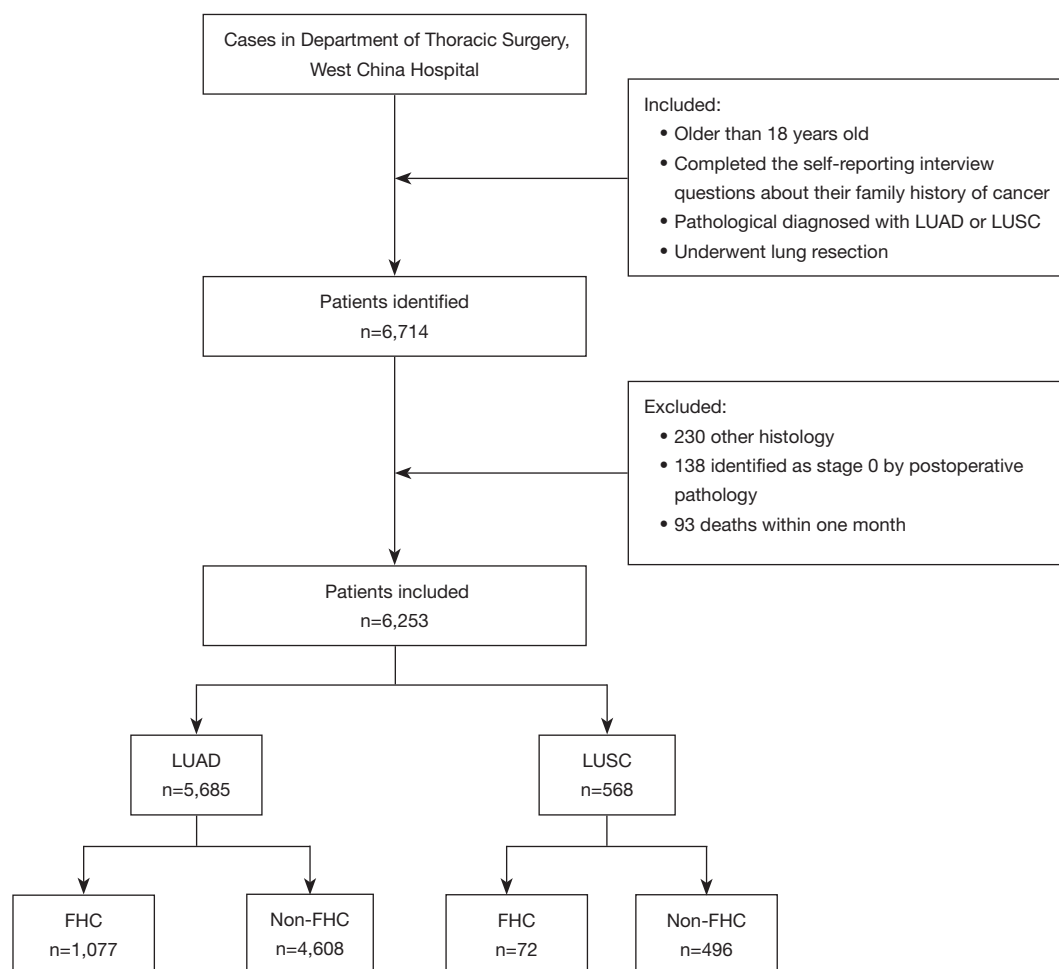 Cases in Department of Thoracic Surgery,
West China Hospital
Included:
• Older than 18 years old
• Completed the self-reporting interview
questions about their family history of cancer
• Pathological diagnosed with LUAD or LUSC
• Underwent lung resection
Patients identified
n=6,714
Excluded:
• 230 other histology
• 138 identified as stage 0 by postoperative
pathology
• 93 deaths within one month
Patients included
n=6,253
LUAD
n=5,685
LUSC
n=568
FHC
n=1,077
Non-FHC
n=4,608
FHC
n=72
Non-FHC
n=496